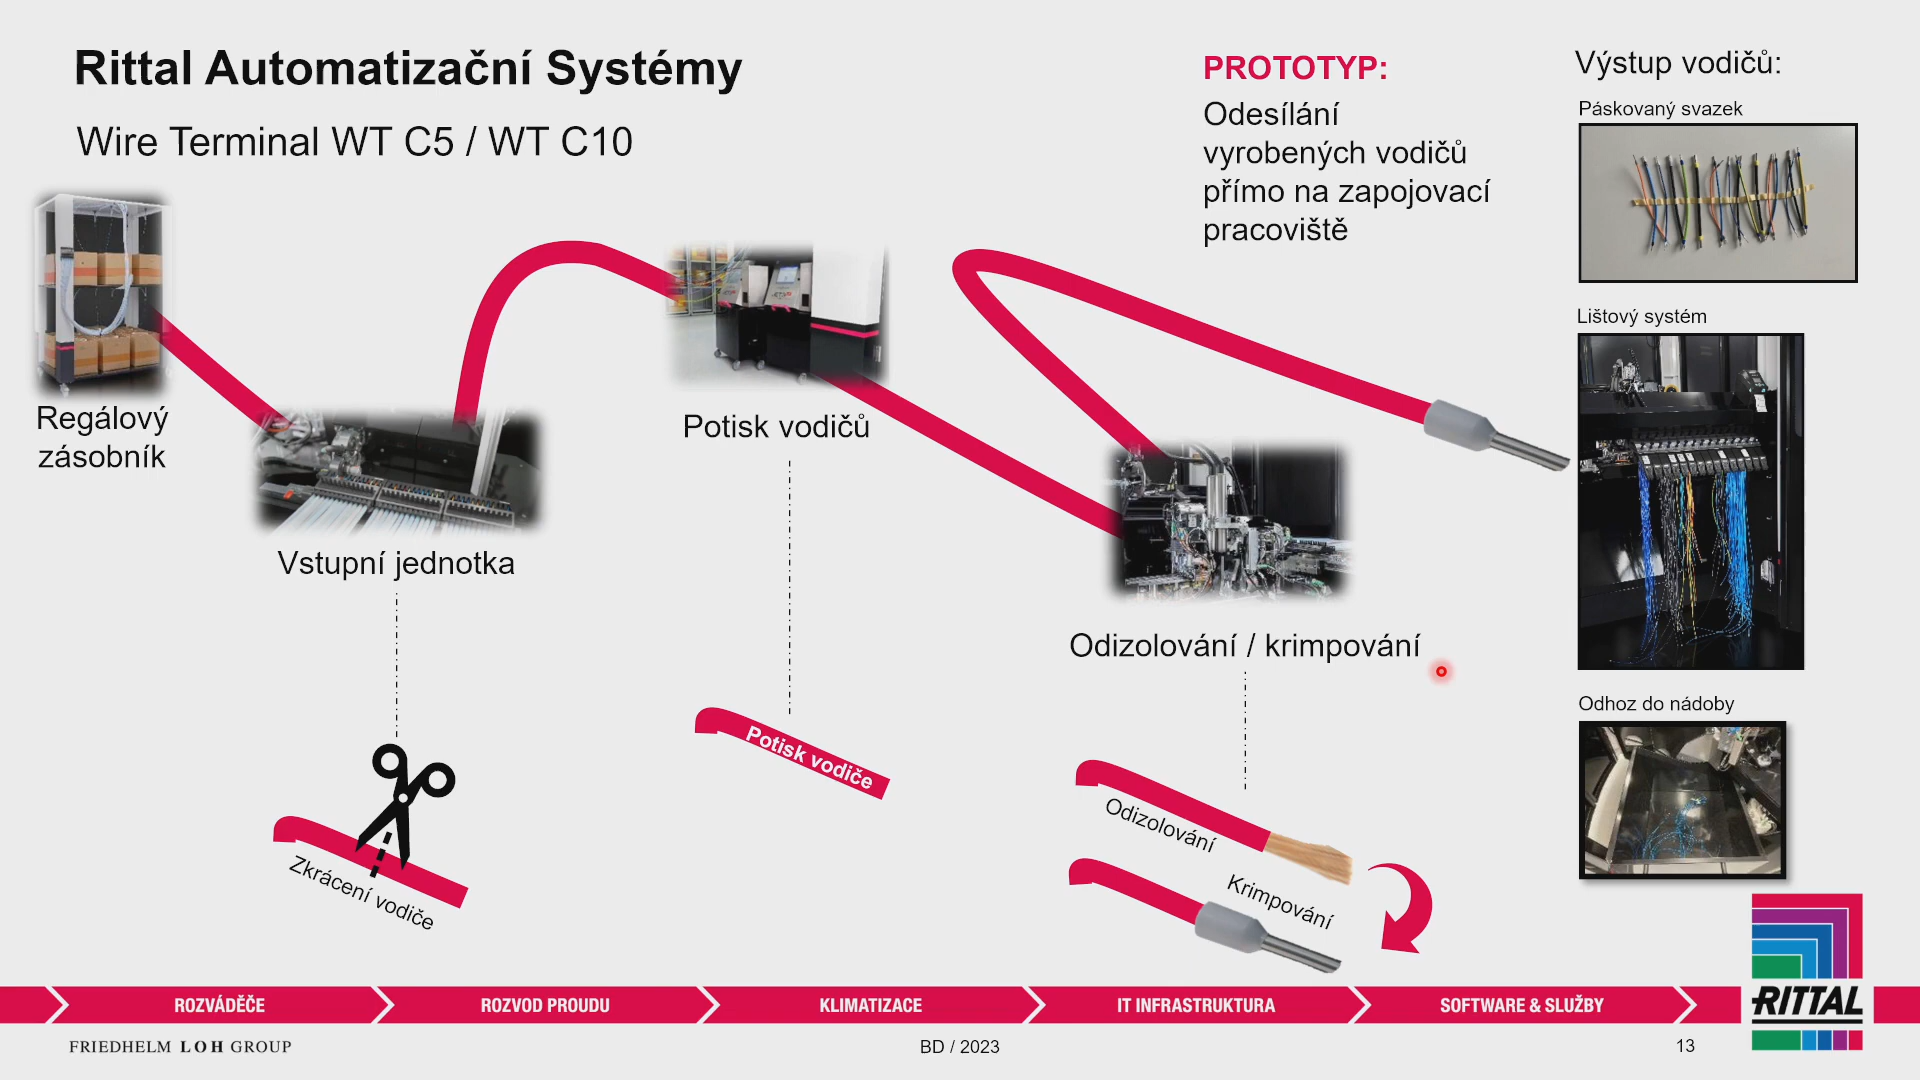 Rittal Automatizační Systémy
Wire Terminal WT C5 / WT C10
PROTOTYP:
Odesílání
vyrobených vodičů
přímo na zapojovací
pracoviště
Výstup vodičů:
Páskovaný svazek
Lištový systém
Odhoz do nádoby
Regálový
zásobník
Vstupní jednotka
Potisk vodičů
Odizolování / krimpování
Zkrácení vodiče
Potisk vodiče
Odizolování
Krimpování
ROZVÁDĚČE
ROZVOD PROUDU
KLIMATIZACE
IT INFRASTRUKTURA
SOFTWARE & SLUŽBY
RITTAL
FRIEDHELM LOH GROUP
BD / 2023
13